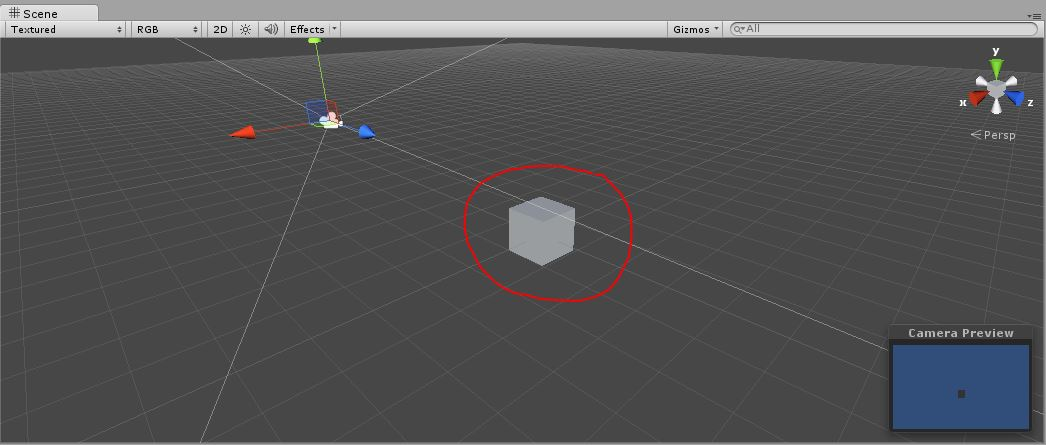 Scene
Textured RGB 2D Effects Gizmos All
y
x z
Persp
Camera Preview